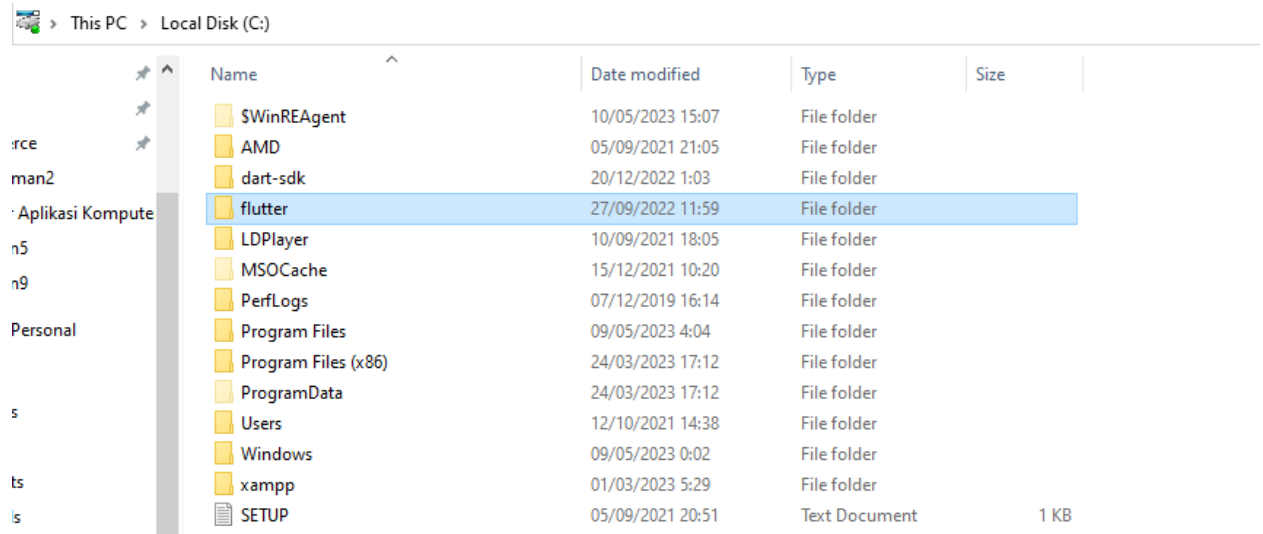 This PC > Local Disk (C:)
Name Date modified Type Size
$WinREAgent 10/05/2023 15:07 File folder
erce AMD 05/09/2021 21:05 File folder
man2 dart-sdk 20/12/2022 1:03 File folder
Aplikasi Kompute flutter 27/09/2022 11:59 File folder
n5 LDPlayer 10/09/2021 18:05 File folder
n9 MSOCache 15/12/2021 10:20 File folder
PerfLogs 07/12/2019 16:14 File folder
Personal Program Files 09/05/2023 4:04 File folder
Program Files (x86) 24/03/2023 17:12 File folder
ProgramData 24/03/2023 17:12 File folder
s Users 12/10/2021 14:38 File folder
Windows 09/05/2023 0:02 File folder
ts xampp 01/03/2023 5:29 File folder
ls SETUP 05/09/2021 20:51 Text Document 1 KB